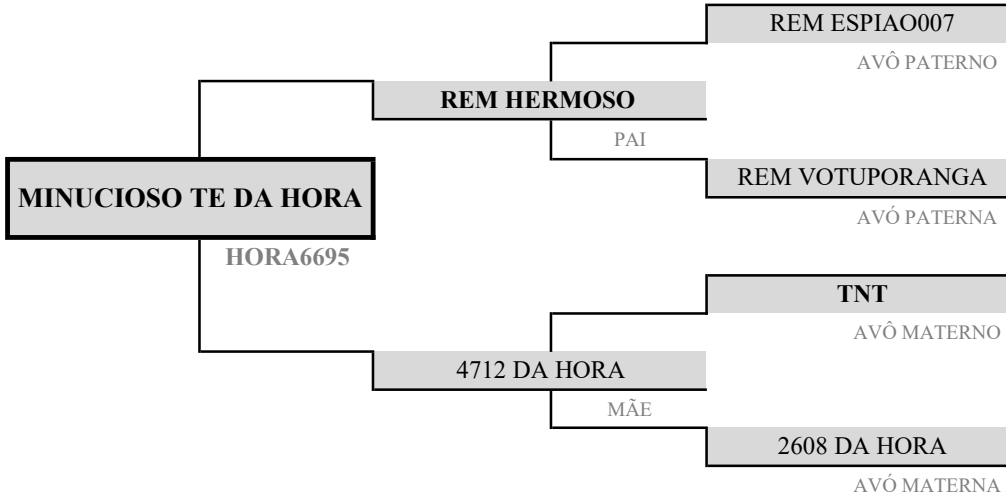 REM ESPIAO007
AVÔ PATERNO
REM HERMOSO
PAI
REM VOTUPORANGA
AVÓ PATERNA
MINUCIOSO TE DA HORA
HORA6695
TNT
AVÔ MATERNO
4712 DA HORA
MÃE
2608 DA HORA
AVÓ MATERNA